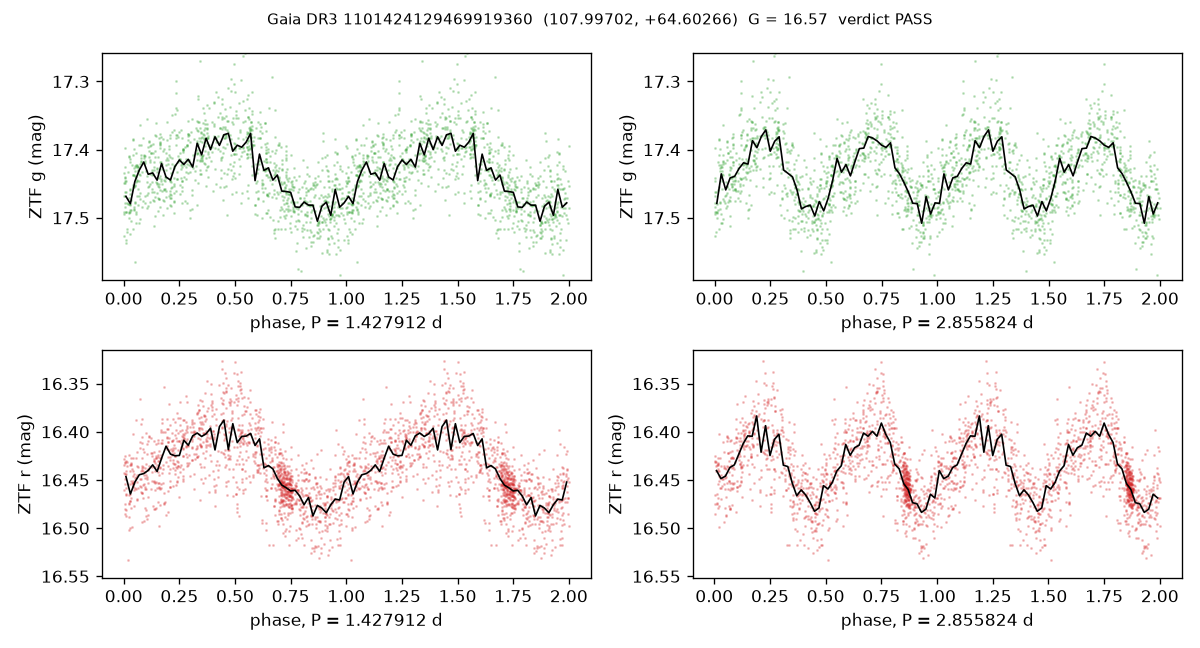 Gaia DR3 1101424129469919360  (107.99702, +64.60266)  G = 16.57  verdict PASS
ZTF g (mag)
17.3
17.4
17.5
0.00 0.25 0.50 0.75 1.00 1.25 1.50 1.75 2.00
phase, P = 1.427912 d
ZTF g (mag)
17.3
17.4
17.5
0.00 0.25 0.50 0.75 1.00 1.25 1.50 1.75 2.00
phase, P = 2.855824 d
ZTF r (mag)
16.35
16.40
16.45
16.50
16.55
0.00 0.25 0.50 0.75 1.00 1.25 1.50 1.75 2.00
phase, P = 1.427912 d
ZTF r (mag)
16.35
16.40
16.45
16.50
16.55
0.00 0.25 0.50 0.75 1.00 1.25 1.50 1.75 2.00
phase, P = 2.855824 d